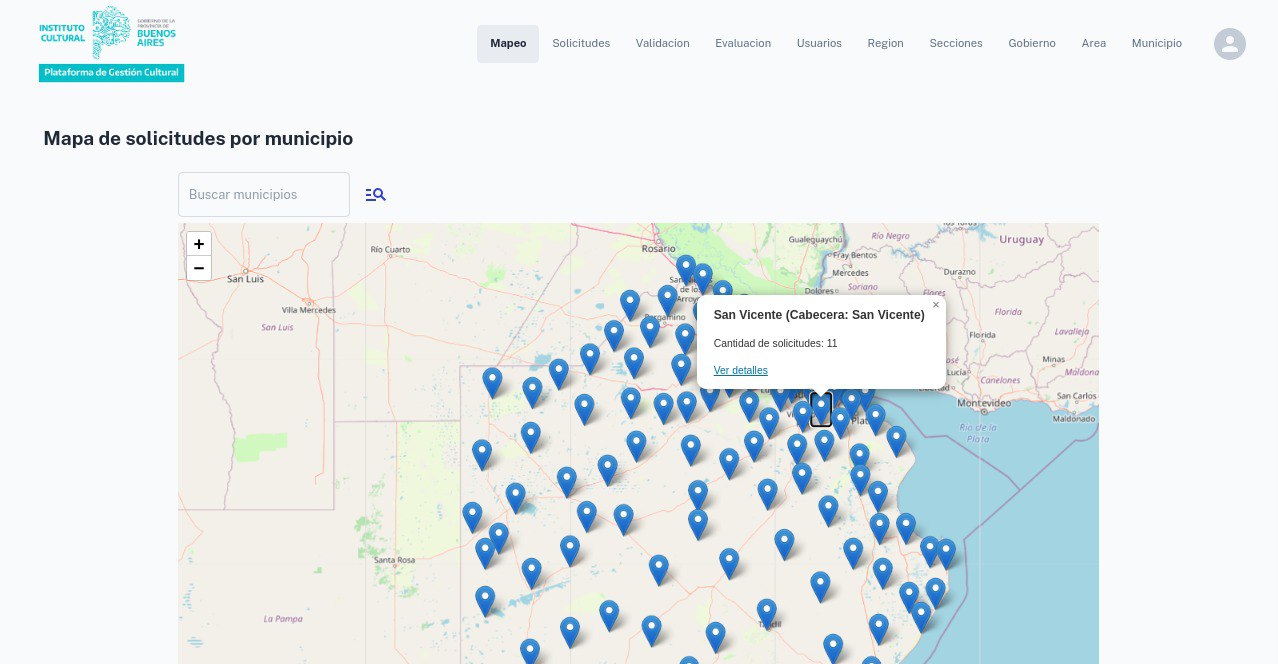 INSTITUTO
CULTURAL
GOBIERNO DE LA
PROVINCIA DE
BUENOS
AIRES
Plataforma de Gestión Cultural
Mapeo
Solicitudes
Validacion
Evaluacion
Usuarios
Region
Secciones
Gobierno
Area
Municipio
Mapa de solicitudes por municipio
Buscar municipios
+
−
Río Cuarto
Rosario
Gualeguaychú
Río Negro
Uruguay
Fray Bentos
San Luis
Mercedes
Durazno
Soriano
Dolores
Flores
Villa Mercedes
San Luis
Pergamino
Florida
Florida
Lavalleja
Minas
Canelones
San Carlos
Maldonado
Montevideo
Río de la
Plata
Santa Rosa
La Pampa
Tandil
San Vicente (Cabecera: San Vicente)
×
Cantidad de solicitudes: 11
Ver detalles